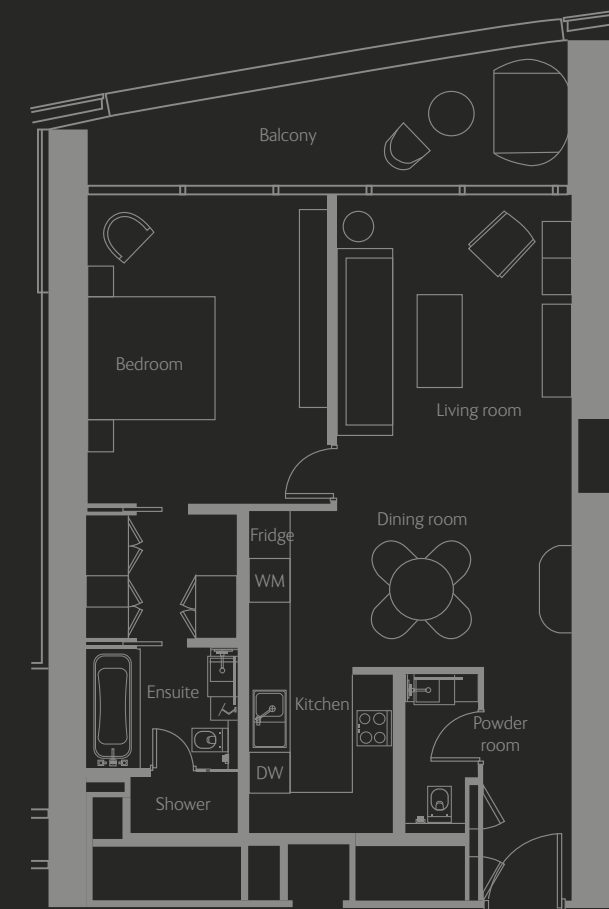 Balcony
Bedroom
Living room
Dining room
Fridge
WM
Ensuite
Kitchen
Powder
room
DW
Shower